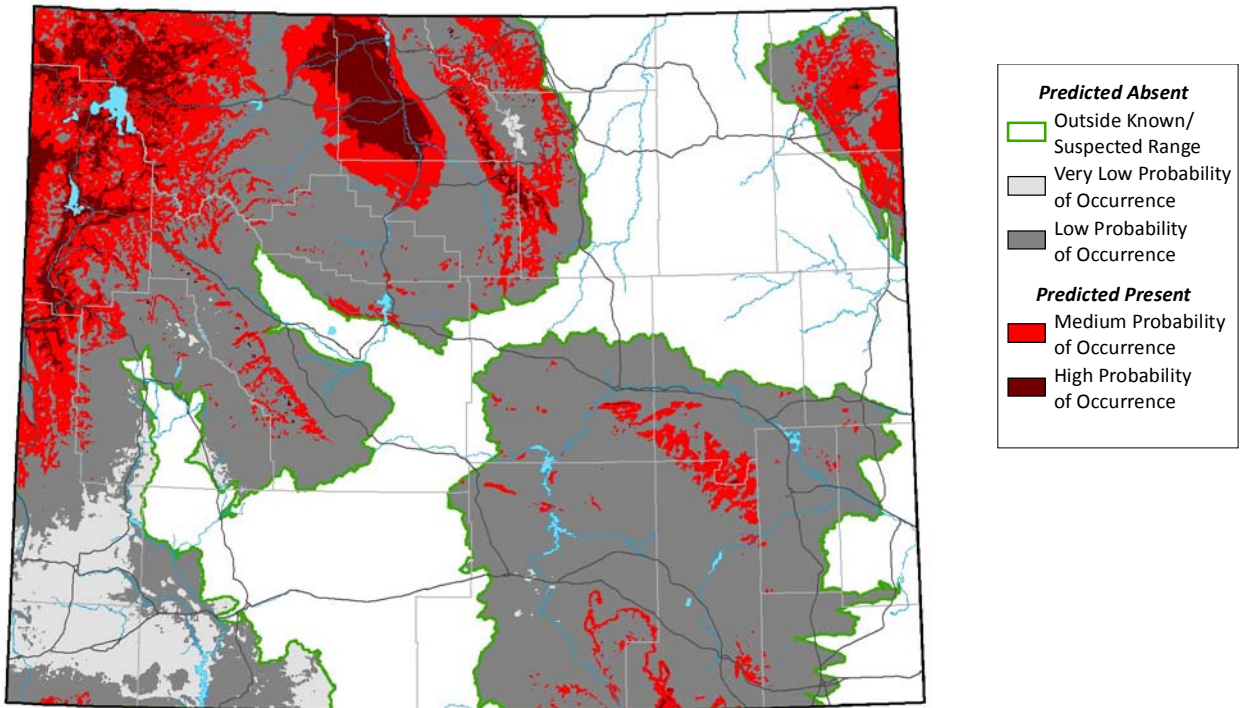 Predicted Absent
Outside Known/
Suspected Range
Very Low Probability
of Occurrence
Low Probability
of Occurrence
Predicted Present
Medium Probability
of Occurrence
High Probability
of Occurrence